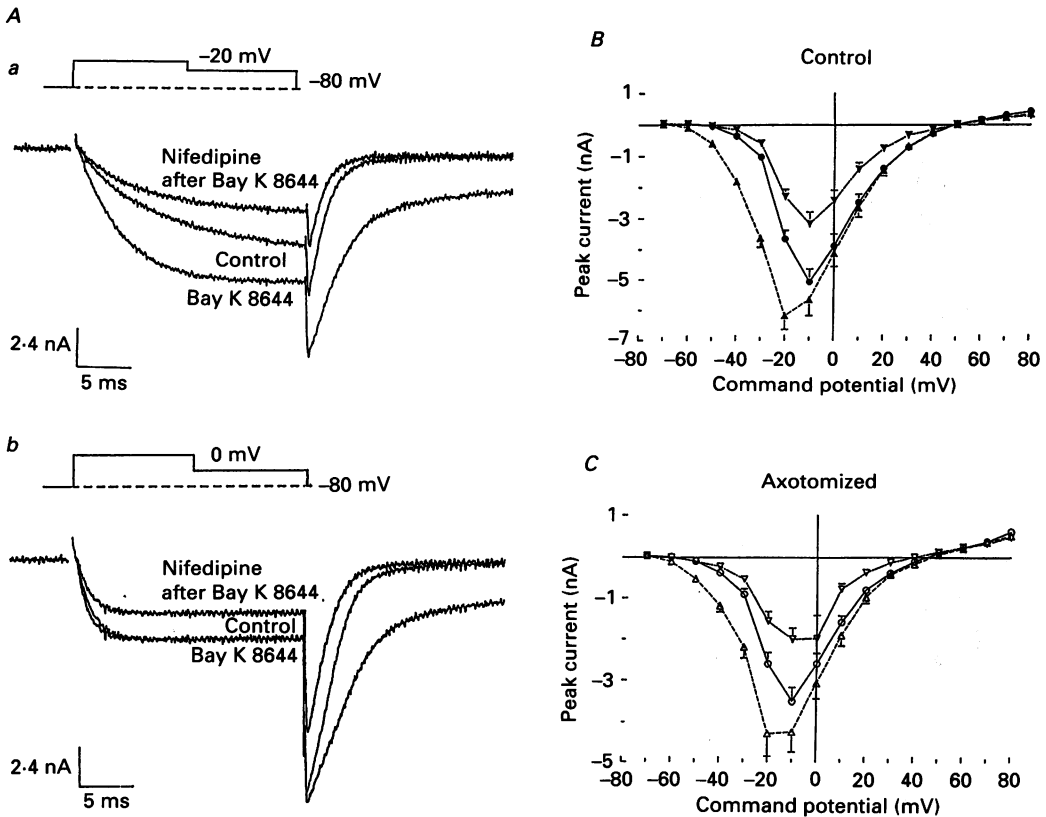 A
a
−20 mV
−80 mV
Nifedipine
after Bay K 8644
Control
Bay K 8644
2·4 nA
5 ms
B
Control
1
−1
−3
−5
−7
Peak current (nA)
−80 −60 −40 −20 0 20 40 60 80
Command potential (mV)
b
0 mV
−80 mV
Nifedipine
after Bay K 8644
Control
Bay K 8644
2·4 nA
5 ms
C
Axotomized
1
−1
−3
−5
Peak current (nA)
−80 −60 −40 −20 0 20 40 60 80
Command potential (mV)